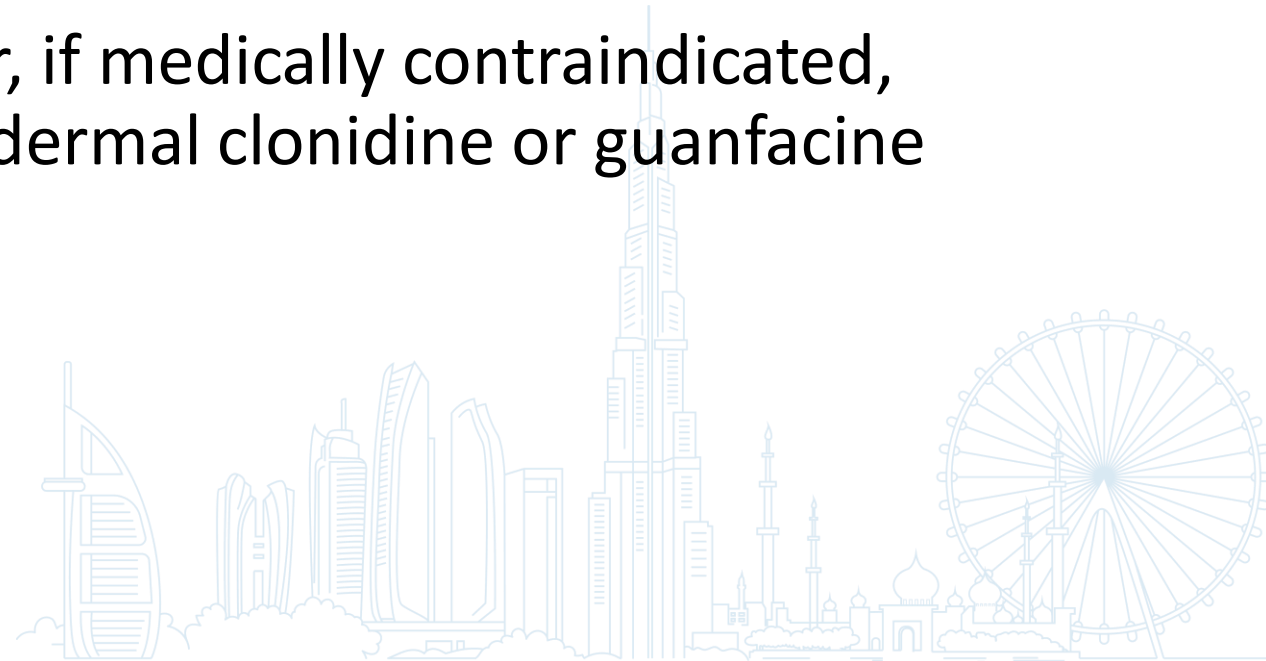 r, if medically contraindicated,
dermal clonidine or guanfacine